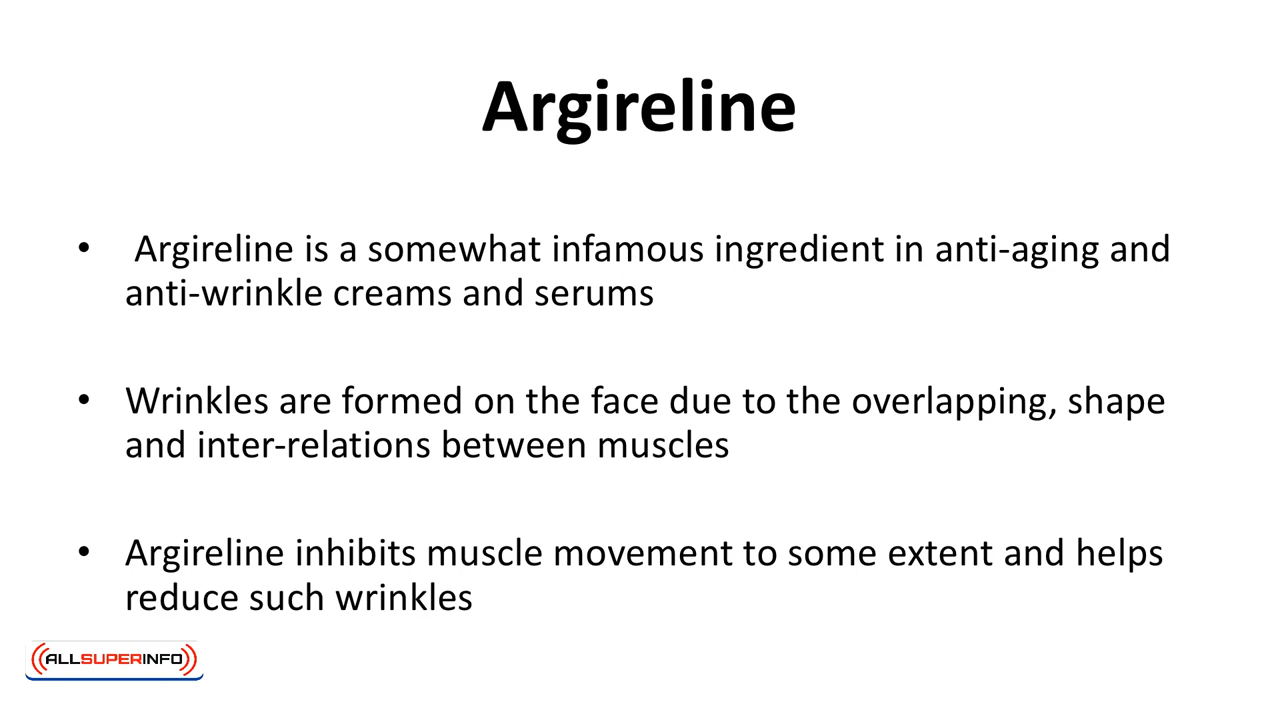 Argireline
• Argireline is a somewhat infamous ingredient in anti-aging and
anti-wrinkle creams and serums
• Wrinkles are formed on the face due to the overlapping, shape
and inter-relations between muscles
• Argireline inhibits muscle movement to some extent and helps
reduce such wrinkles
ALLSUPERINFO